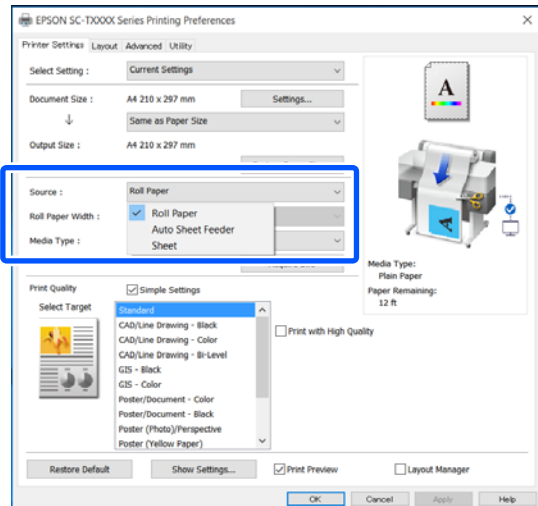 EPSON SC-TXXXX Series Printing Preferences
Printer Settings Layout Advanced Utility
Select Setting : Current Settings
Document Size : A4 210 x 297 mm Settings...
Same as Paper Size
Output Size : A4 210 x 297 mm
Source : Roll Paper
Roll Paper Width :
Roll Paper
Auto Sheet Feeder
Sheet
Media Type :
A
Media Type:
Plain Paper
Paper Remaining:
12 ft
Print Quality Simple Settings
Select Target
Standard
CAD/Line Drawing - Black
CAD/Line Drawing - Color
CAD/Line Drawing - Bi-Level
GIS - Black
GIS - Color
Poster/Document - Color
Poster/Document - Black
Poster (Photo)/Perspective
Poster (Yellow Paper)
Print with High Quality
Restore Default Show Settings... Print Preview Layout Manager
OK Cancel Apply Help